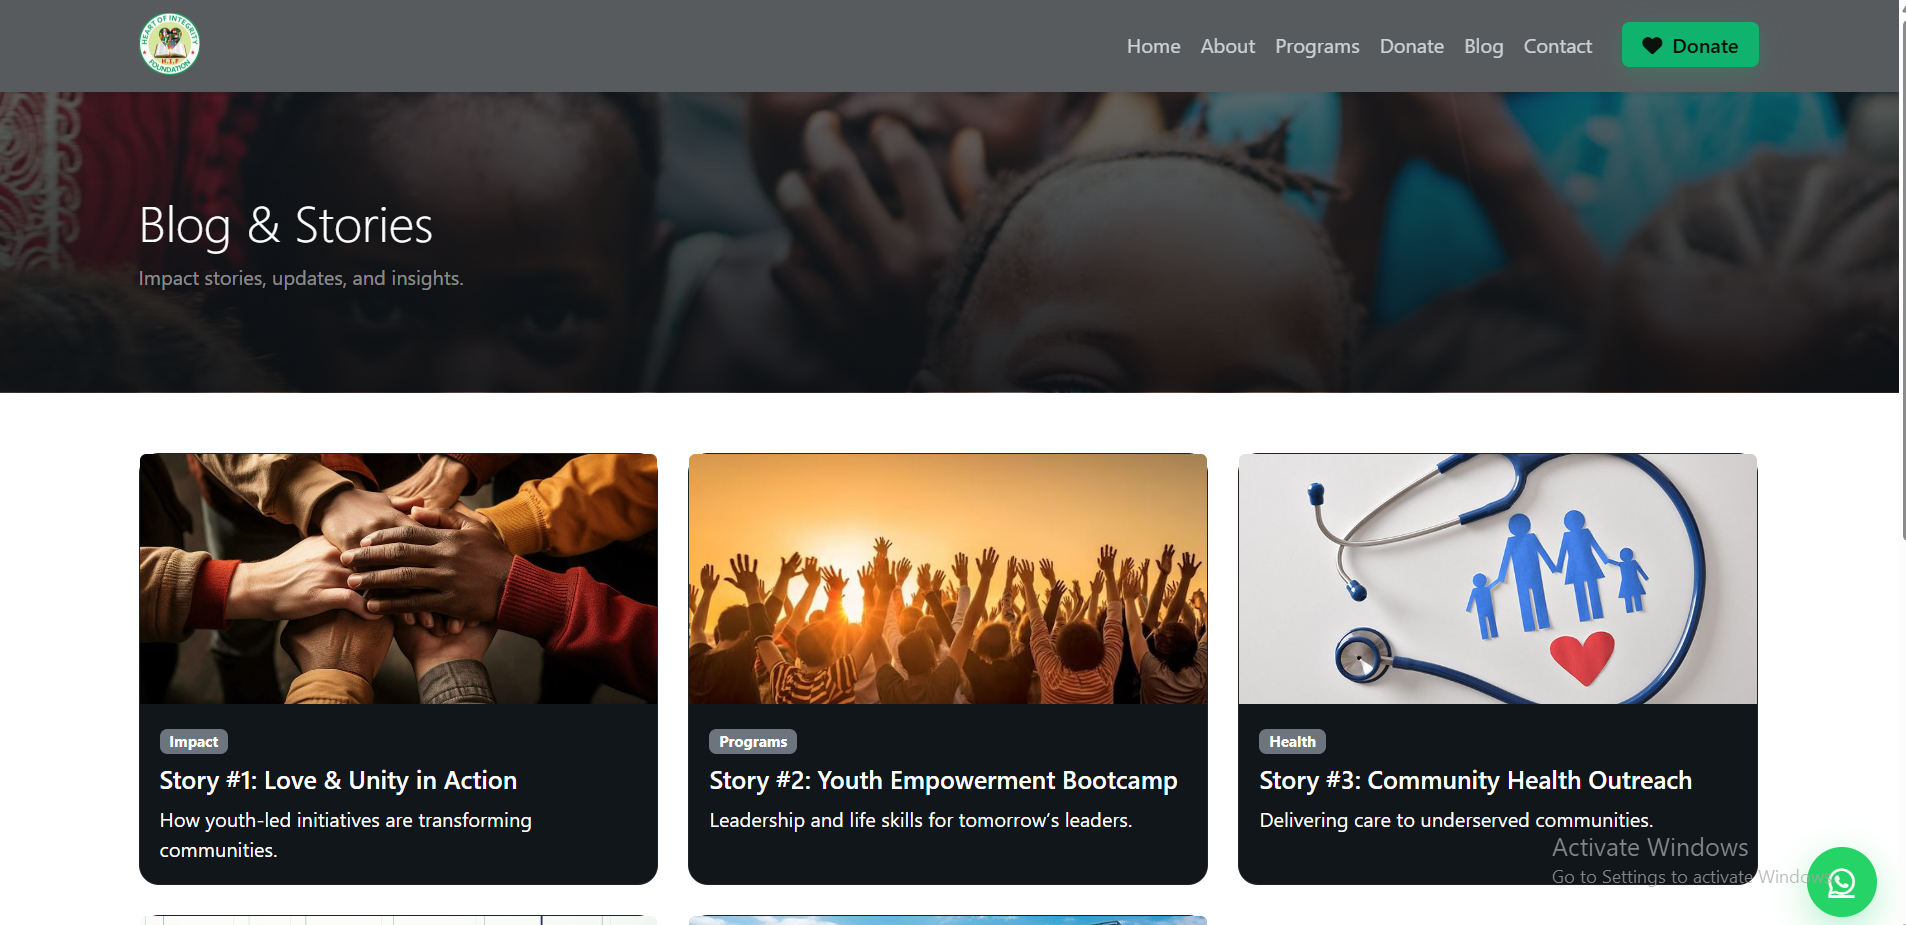 HEART OF INTEGRITY
H.I.F
FOUNDATION
Home About Programs Donate Blog Contact Donate
Blog & Stories
Impact stories, updates, and insights.
Impact
Story #1: Love & Unity in Action
How youth-led initiatives are transforming
communities.
Programs
Story #2: Youth Empowerment Bootcamp
Leadership and life skills for tomorrow’s leaders.
Health
Story #3: Community Health Outreach
Delivering care to underserved communities.
Activate Windows
Go to Settings to activate Windows.